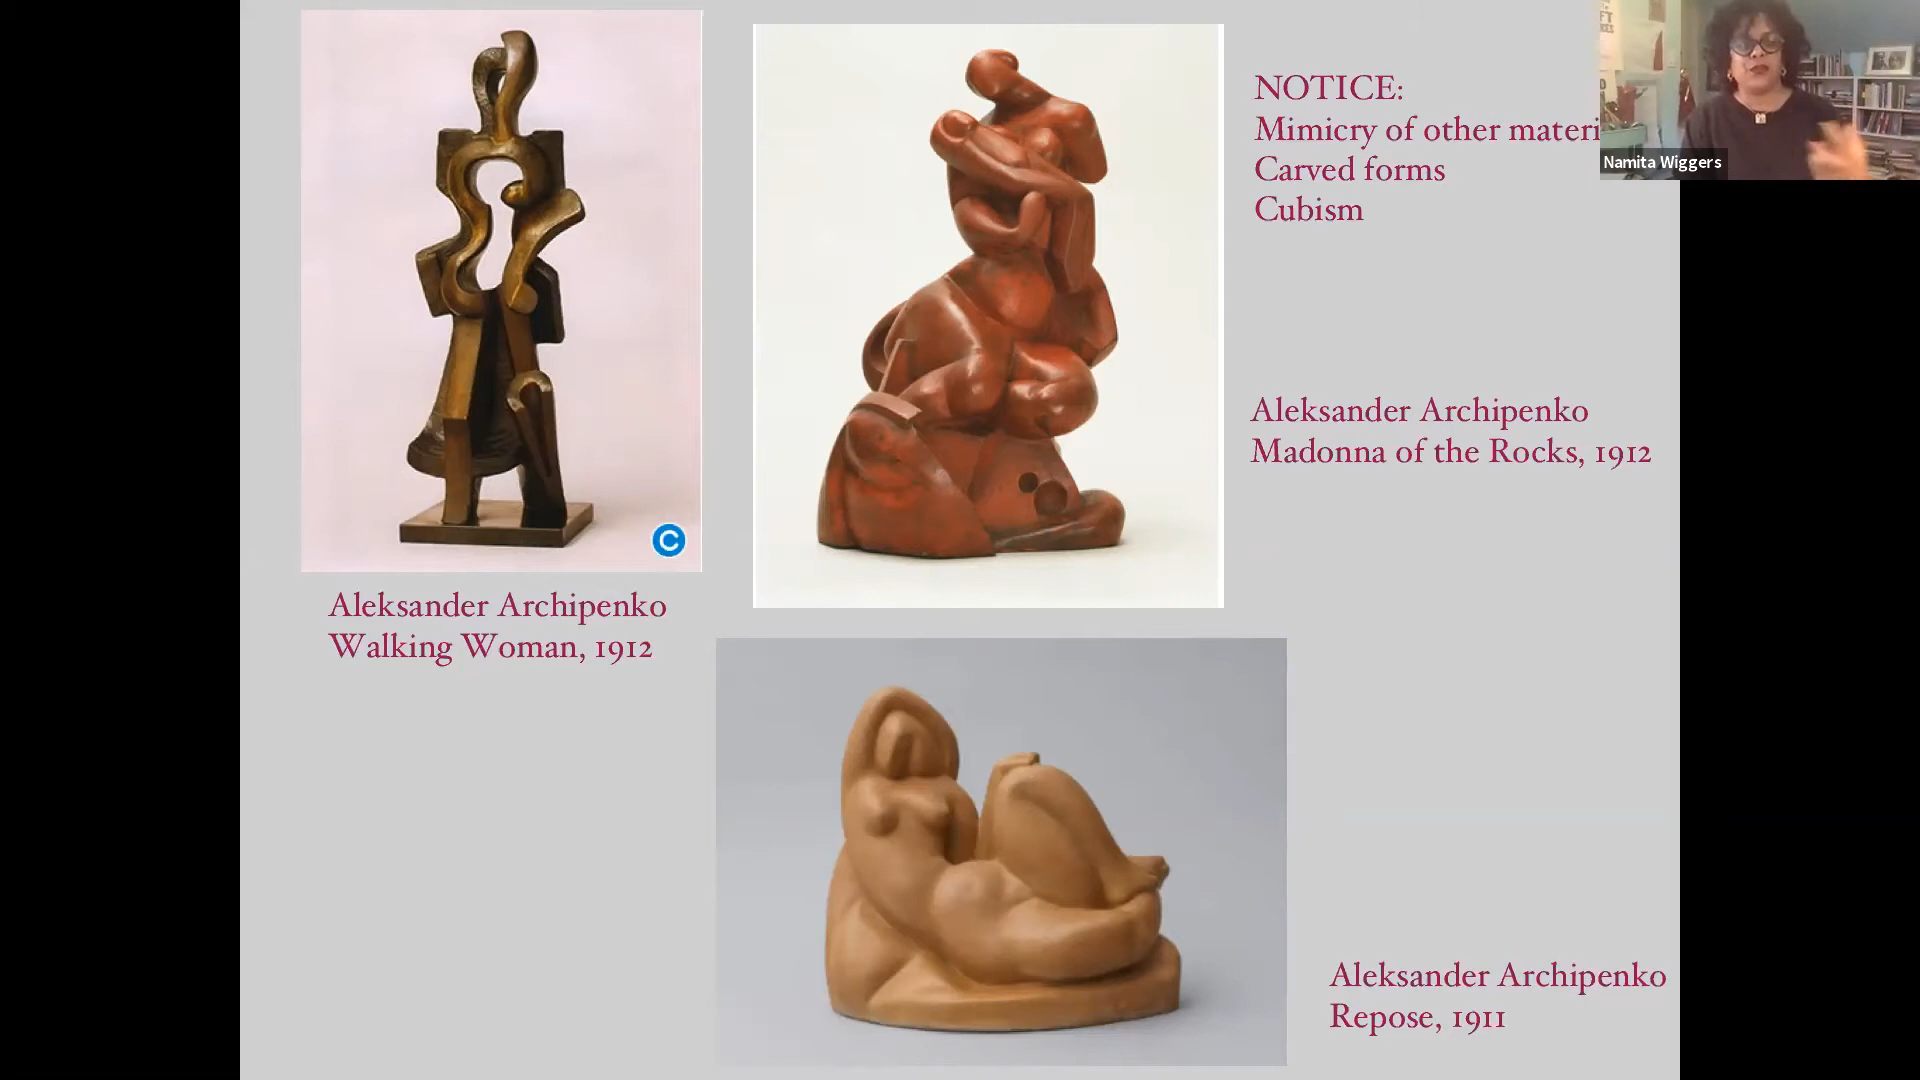 NOTICE:
Mimicry of other materi
Carved forms
Cubism
Namita Wiggers
Aleksander Archipenko
Madonna of the Rocks, 1912
C
Aleksander Archipenko
Walking Woman, 1912
Aleksander Archipenko
Repose, 1911